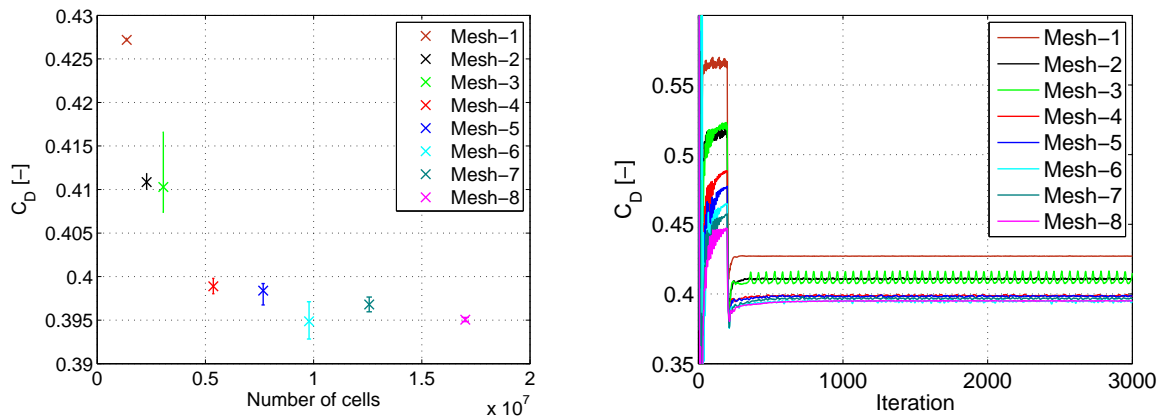 0.43
0.425
0.42
0.415
0.41
0.405
0.4
0.395
0.39
C_D [−]
0
0.5
1
1.5
2
x 10^7
Number of cells
Mesh−1
Mesh−2
Mesh−3
Mesh−4
Mesh−5
Mesh−6
Mesh−7
Mesh−8
0.55
0.5
0.45
0.4
0.35
C_D [−]
0
1000
2000
3000
Iteration
Mesh−1
Mesh−2
Mesh−3
Mesh−4
Mesh−5
Mesh−6
Mesh−7
Mesh−8